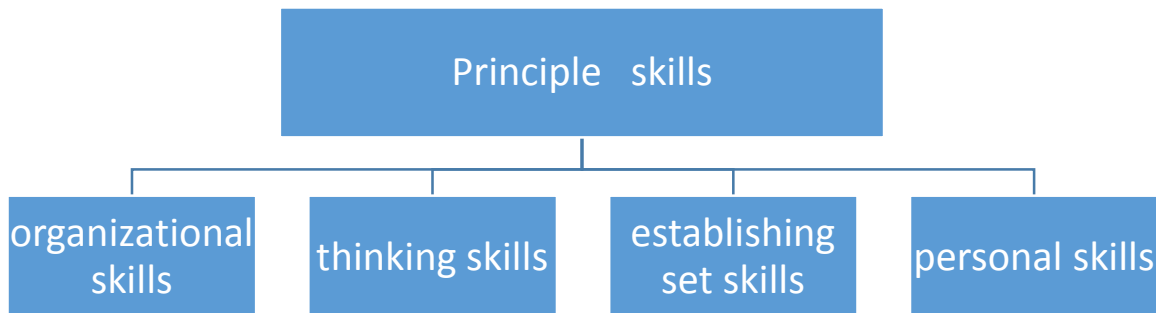 Principle skills
organizational
skills
thinking skills
establishing
set skills
personal skills